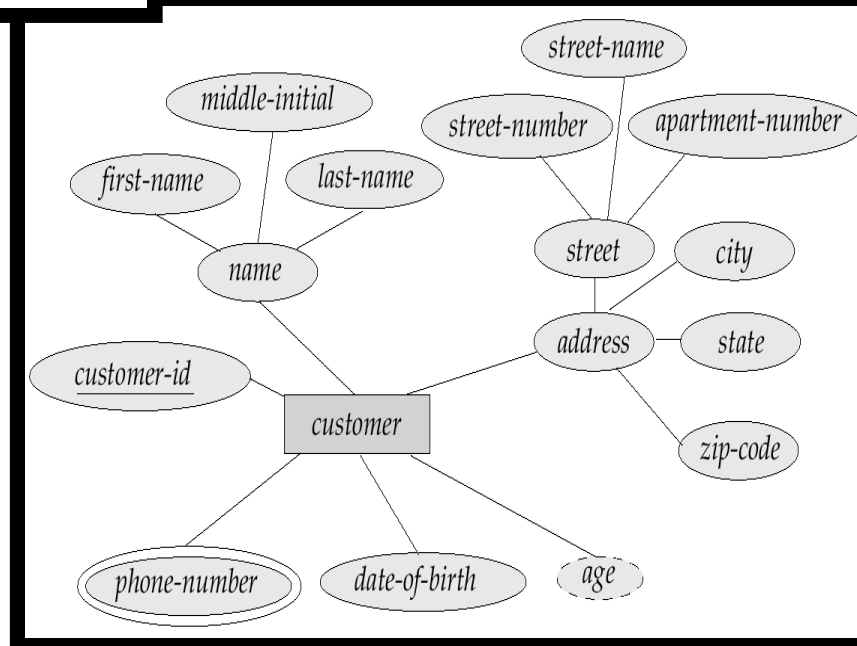 street-name
middle-initial
street-number
apartment-number
first-name
last-name
street
city
name
address
state
customer-id
customer
zip-code
phone-number
date-of-birth
age